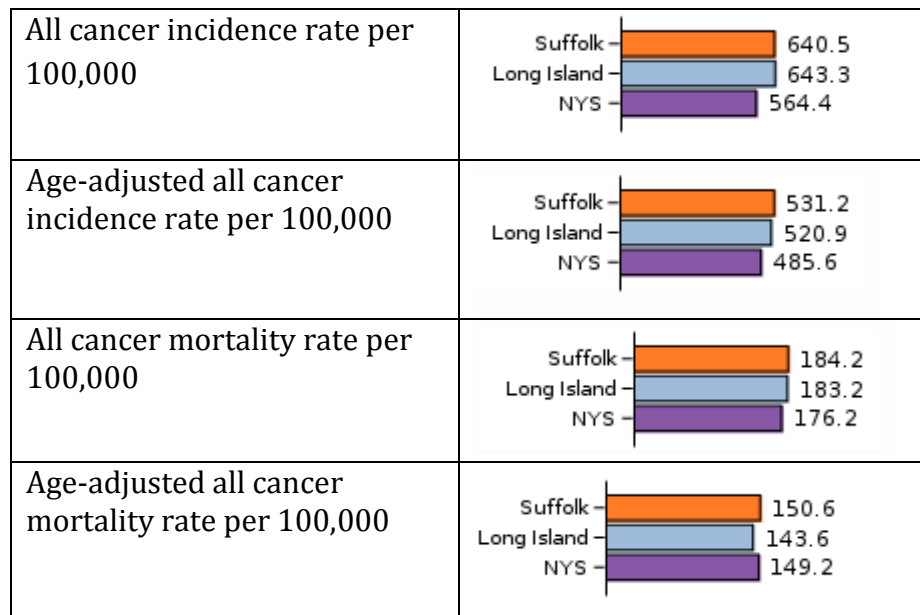 All cancer incidence rate per
100,000
Suffolk 640.5
Long Island 643.3
NYS 564.4
Age-adjusted all cancer
incidence rate per 100,000
Suffolk 531.2
Long Island 520.9
NYS 485.6
All cancer mortality rate per
100,000
Suffolk 184.2
Long Island 183.2
NYS 176.2
Age-adjusted all cancer
mortality rate per 100,000
Suffolk 150.6
Long Island 143.6
NYS 149.2